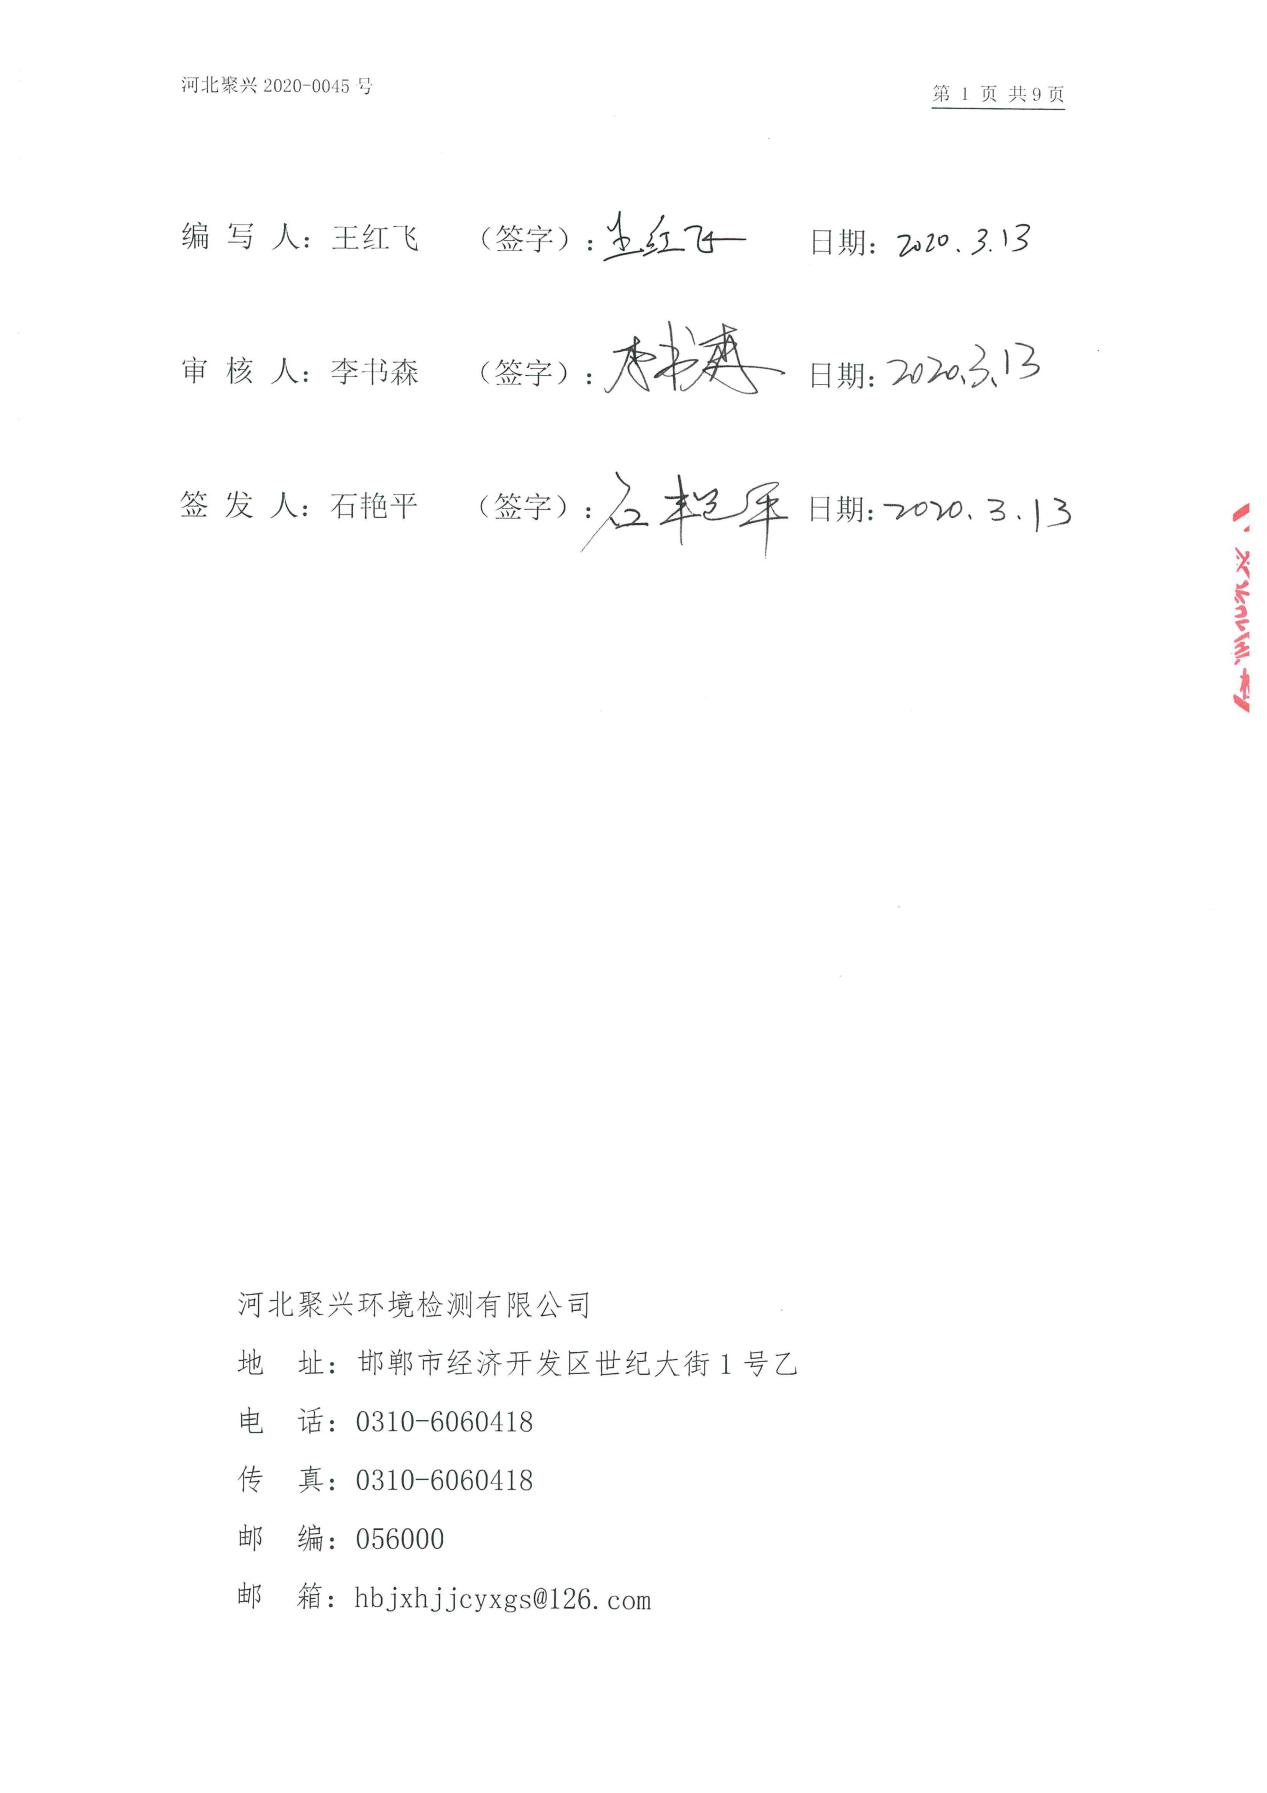 河北聚兴 2020-0045 号
第 1 页 共9页
编 写 人：王红飞 （签字）：王红飞 日期：2020.3.13
审 核 人：李书森 （签字）：李书森 日期：2020.3.13
签 发 人：石艳平 （签字）：石艳平 日期：2020.3.13
河北聚兴环境检测有限公司
地 址：邯郸市经济开发区世纪大街 1 号乙
电 话：0310-6060418
传 真：0310-6060418
邮 编：056000
邮 箱：hbjxhjjcyxgs@126.com